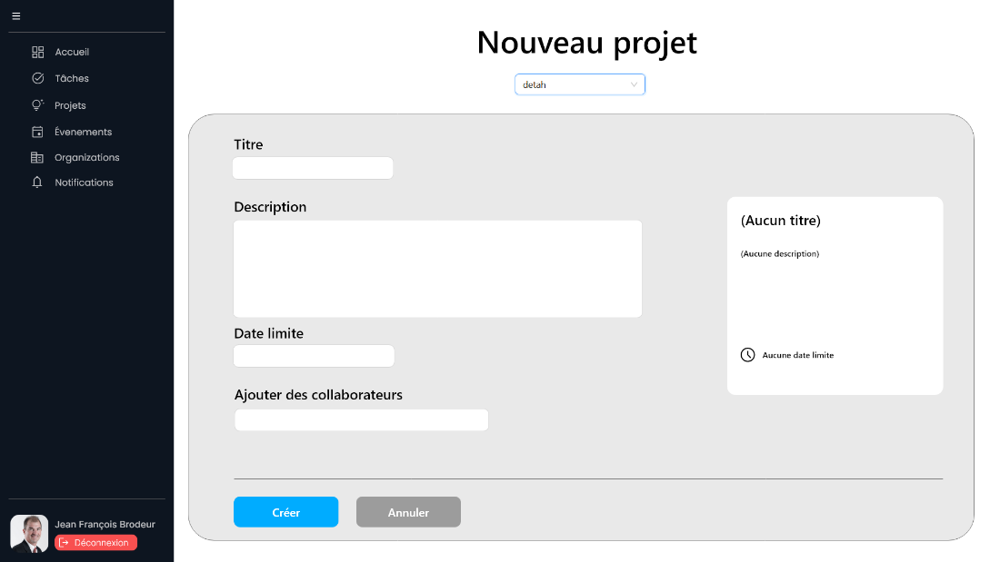 Accueil
Tâches
Projets
Évenements
Organizations
Notifications
Jean François Brodeur
Déconnexion
Nouveau projet
detah
Titre
Description
Date limite
Ajouter des collaborateurs
(Aucun titre)
(Aucune description)
Aucune date limite
Créer
Annuler